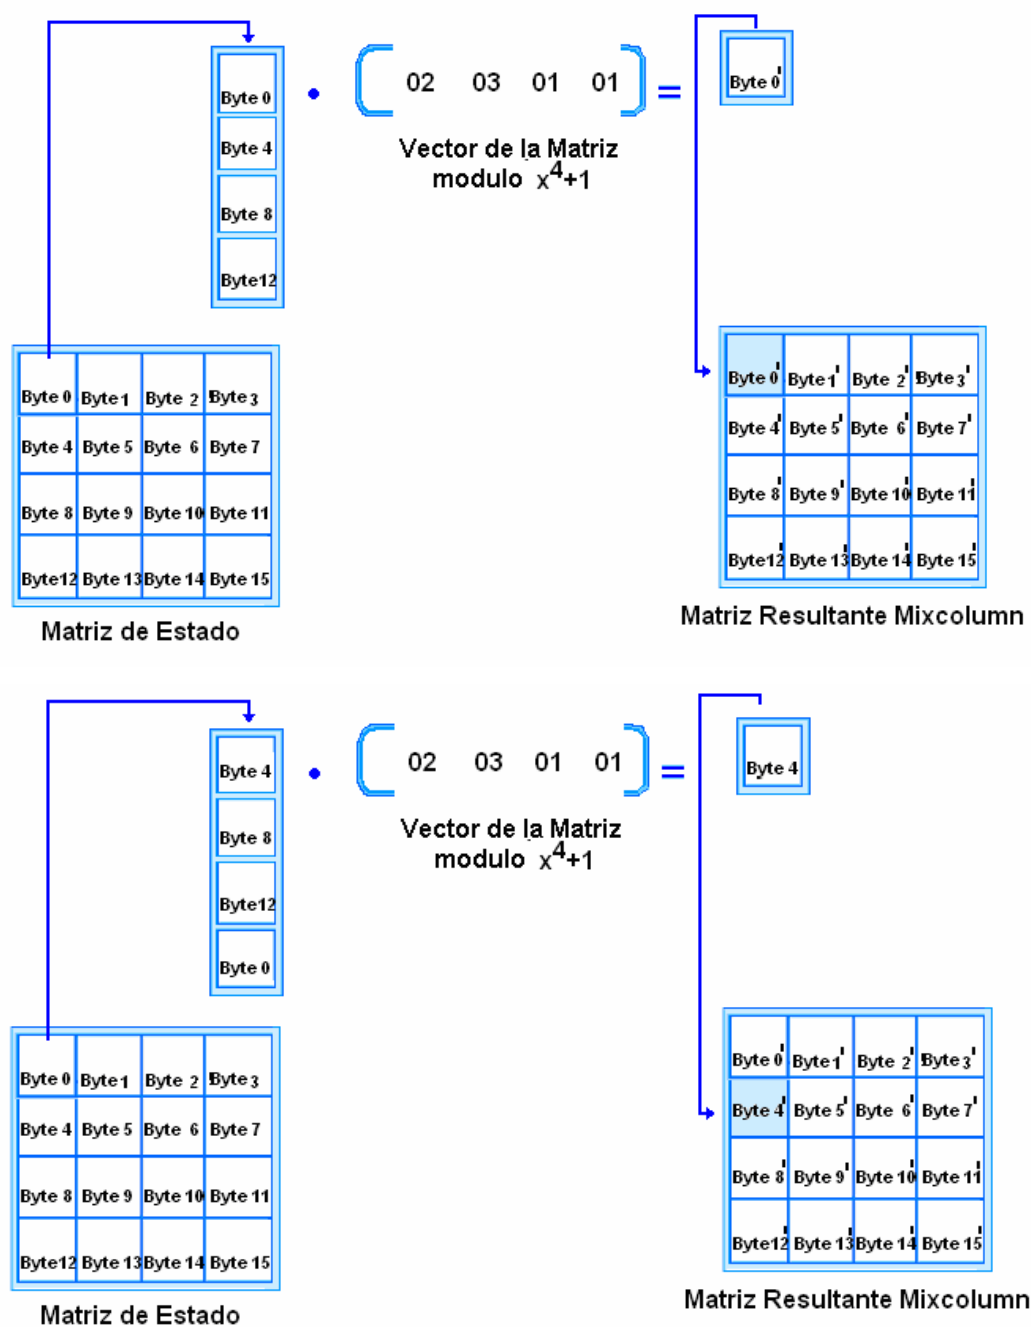 Byte 0
Byte 4
Byte 8
Byte12
• ( 02 03 01 01 ) =
Vector de la Matriz
modulo x⁴+1
Byte 0'
Byte 0 Byte 1 Byte 2 Byte 3
Byte 4 Byte 5 Byte 6 Byte 7
Byte 8 Byte 9 Byte 10 Byte 11
Byte12 Byte 13 Byte 14 Byte 15
Matriz de Estado
Byte 0' Byte 1' Byte 2' Byte 3'
Byte 4' Byte 5' Byte 6' Byte 7'
Byte 8' Byte 9' Byte 10' Byte 11'
Byte12' Byte 13' Byte 14' Byte 15'
Matriz Resultante Mixcolumn
Byte 4
Byte 8
Byte12
Byte 0
• ( 02 03 01 01 ) =
Vector de la Matriz
modulo x⁴+1
Byte 4
Byte 0 Byte 1 Byte 2 Byte 3
Byte 4 Byte 5 Byte 6 Byte 7
Byte 8 Byte 9 Byte 10 Byte 11
Byte12 Byte 13 Byte 14 Byte 15
Matriz de Estado
Byte 0' Byte 1' Byte 2' Byte 3'
Byte 4' Byte 5' Byte 6' Byte 7'
Byte 8' Byte 9' Byte 10' Byte 11'
Byte12' Byte 13' Byte 14' Byte 15'
Matriz Resultante Mixcolumn